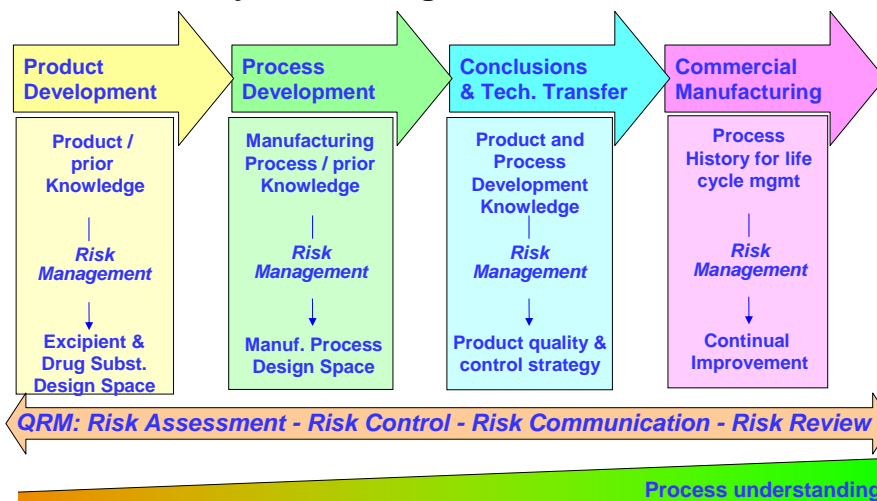 Product
Development
Process
Development
Conclusions
& Tech. Transfer
Commercial
Manufacturing
Product /
prior
Knowledge
Risk
Management
Excipient &
Drug Subst.
Design Space
Manufacturing
Process / prior
Knowledge
Risk
Management
Manuf. Process
Design Space
Product and
Process
Development
Knowledge
Risk
Management
Product quality &
control strategy
Process
History for life
cycle mgmt
Risk
Management
Continual
Improvement
QRM: Risk Assessment - Risk Control - Risk Communication - Risk Review
Process understanding